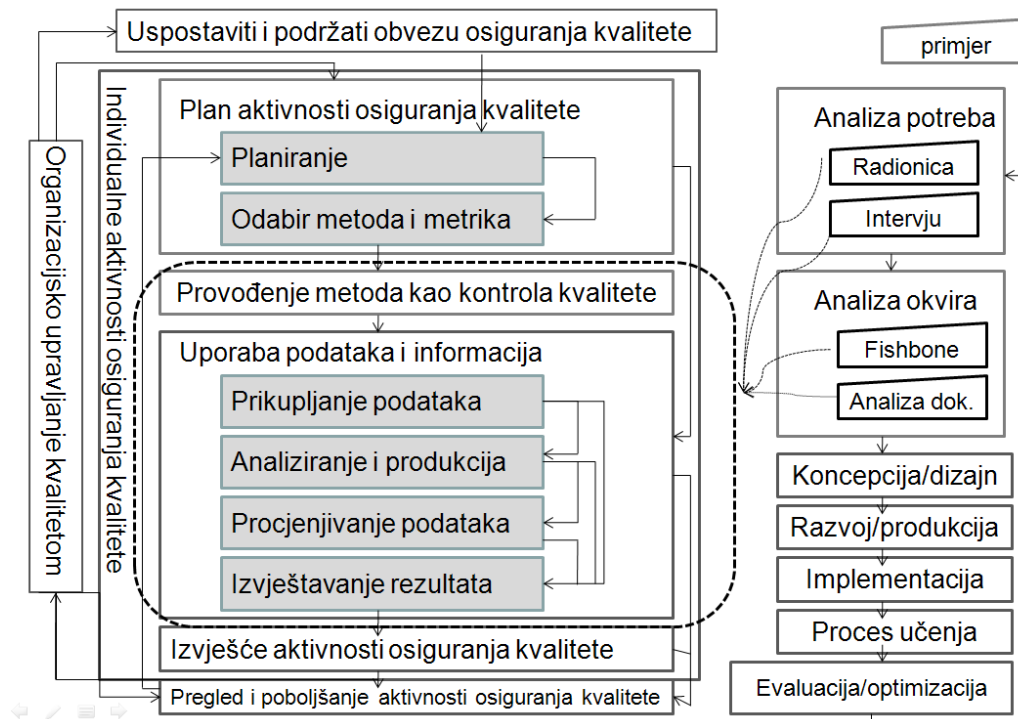 Uspostaviti i podržati obvezu osiguranja kvalitete
Organizacijsko upravljanje kvalitetom
Individualne aktivnosti osiguranja kvalitete
Plan aktivnosti osiguranja kvalitete
Planiranje
Odabir metoda i metrika
Provođenje metoda kao kontrola kvalitete
Uporaba podataka i informacija
Prikupljanje podataka
Analiziranje i produkcija
Procjenjivanje podataka
Izvještavanje rezultata
Izvješće aktivnosti osiguranja kvalitete
Pregled i poboljšanje aktivnosti osiguranja kvalitete
primjer
Analiza potreba
Radionica
Intervju
Analiza okvira
Fishbone
Analiza dok.
Koncepcija/dizajn
Razvoj/produkcija
Implementacija
Proces učenja
Evaluacija/optimizacija